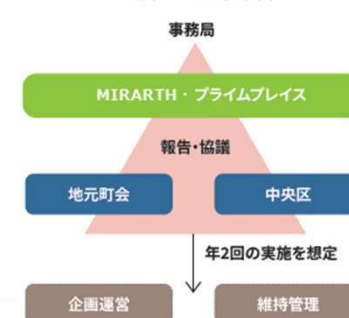 事務局
MIRARTH・プライムプレイス
報告・協議
地元町会 中央区
年2回の実施を想定
企画運営 維持管理